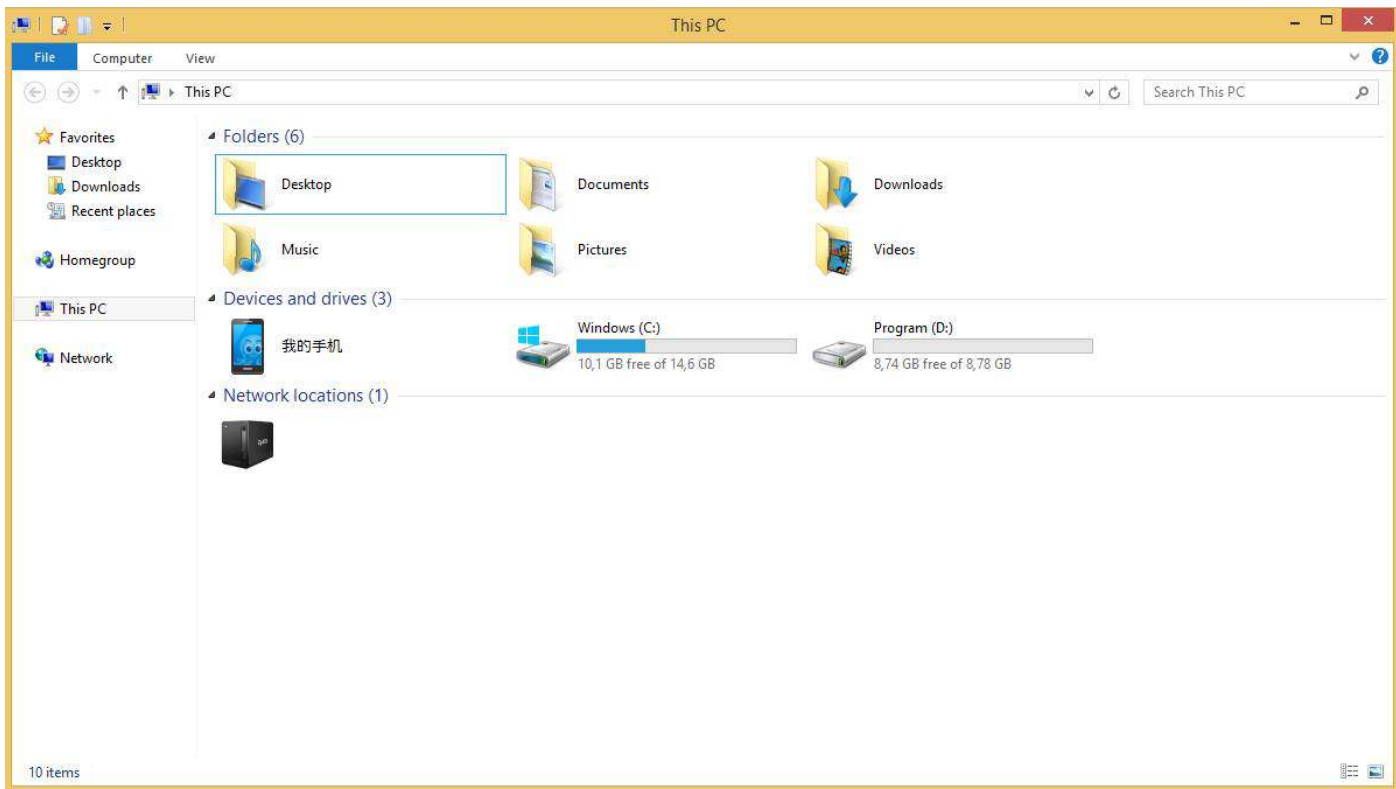 This PC
File Computer View
This PC
Search This PC
Favorites
Desktop
Downloads
Recent places
Homegroup
This PC
Network
Folders (6)
Desktop Documents Downloads
Music Pictures Videos
Devices and drives (3)
我的手机
Windows (C:)
10,1 GB free of 14,6 GB
Program (D:)
8,74 GB free of 8,78 GB
Network locations (1)
10 items